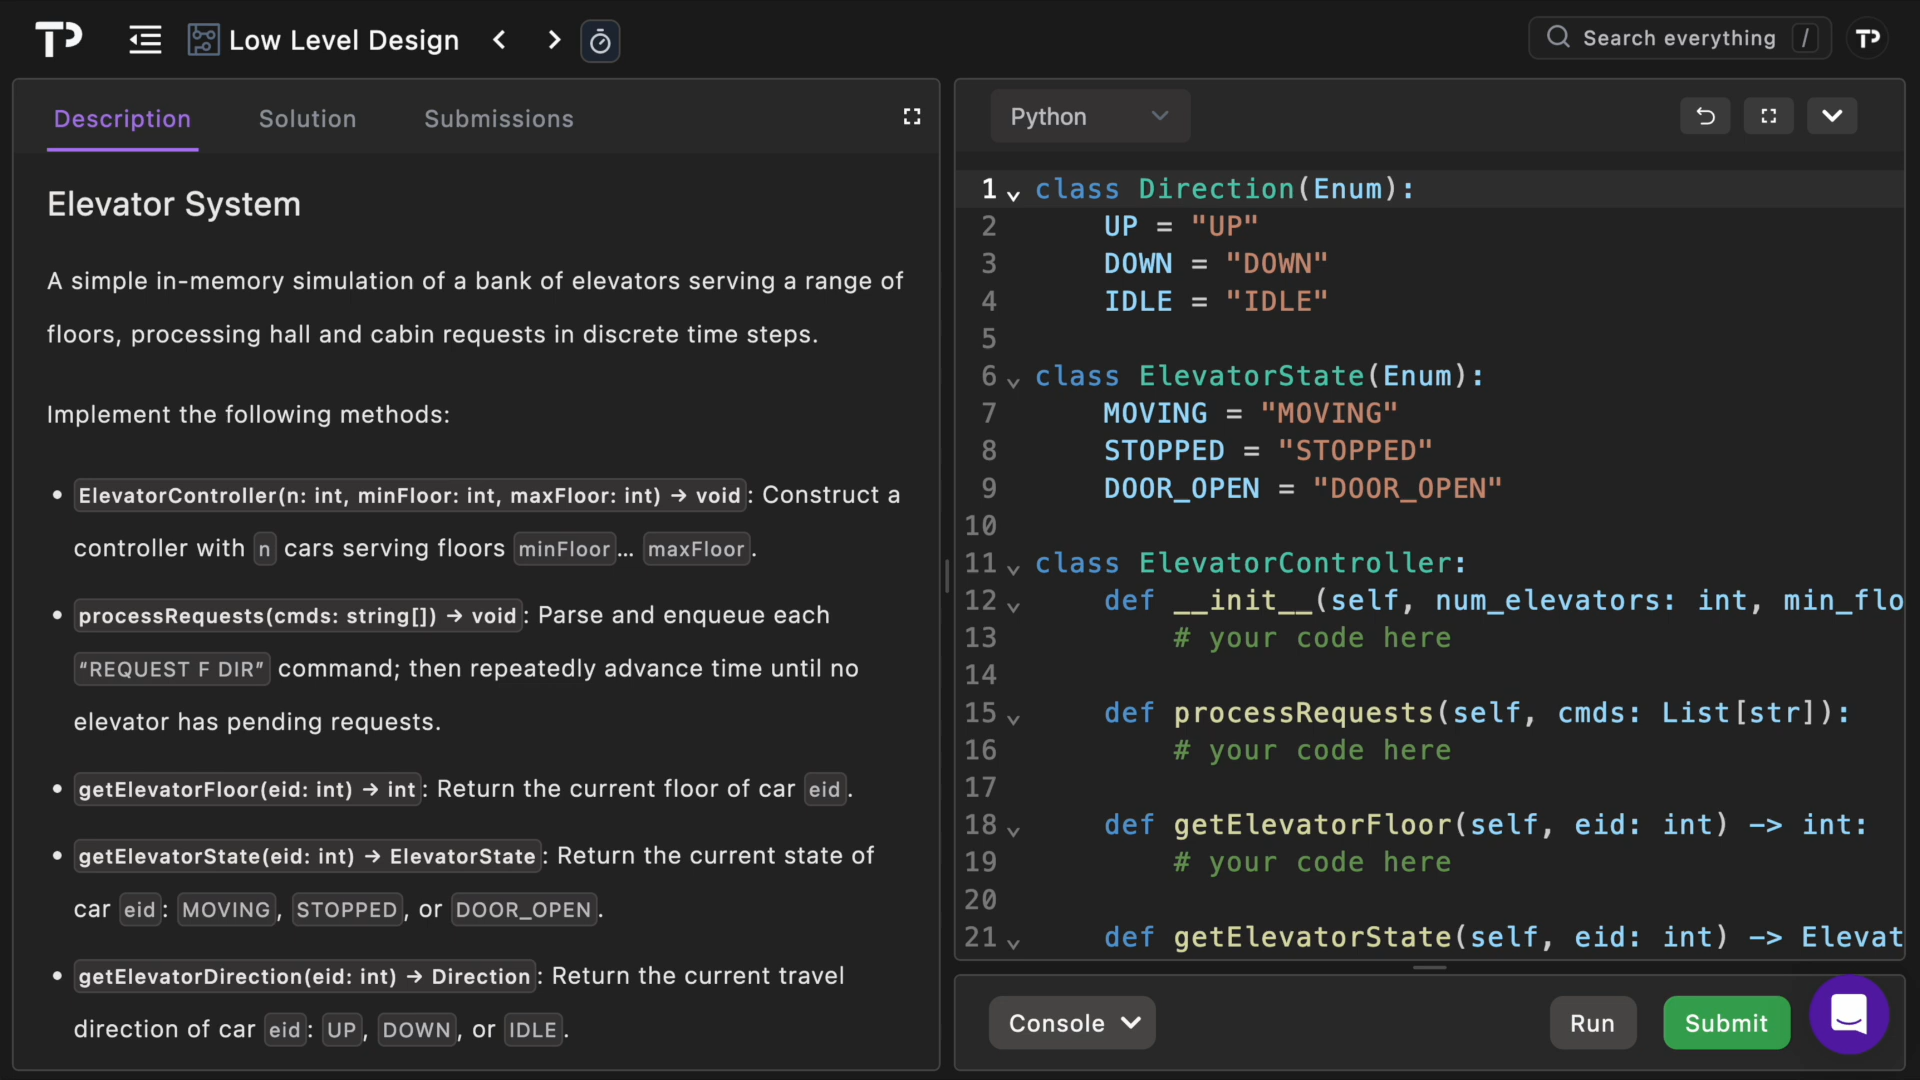 TP
Low Level Design
Search everything /
TP
Description
Solution
Submissions
Elevator System
A simple in-memory simulation of a bank of elevators serving a range of
floors, processing hall and cabin requests in discrete time steps.
Implement the following methods:
• ElevatorController(n: int, minFloor: int, maxFloor: int) → void: Construct a
controller with n cars serving floors minFloor... maxFloor.
• processRequests(cmds: string[]) → void: Parse and enqueue each
“REQUEST F DIR” command; then repeatedly advance time until no
elevator has pending requests.
• getElevatorFloor(eid: int) → int: Return the current floor of car eid.
• getElevatorState(eid: int) → ElevatorState: Return the current state of
car eid: MOVING, STOPPED, or DOOR_OPEN.
• getElevatorDirection(eid: int) → Direction: Return the current travel
direction of car eid: UP, DOWN, or IDLE.
Python
1 class Direction(Enum):
2 UP = "UP"
3 DOWN = "DOWN"
4 IDLE = "IDLE"
5
6 class ElevatorState(Enum):
7 MOVING = "MOVING"
8 STOPPED = "STOPPED"
9 DOOR_OPEN = "DOOR_OPEN"
10
11 class ElevatorController:
12 def __init__(self, num_elevators: int, min_flo
13 # your code here
14
15 def processRequests(self, cmds: List[str]):
16 # your code here
17
18 def getElevatorFloor(self, eid: int) -> int:
19 # your code here
20
21 def getElevatorState(self, eid: int) -> Elevat
Console
Run
Submit